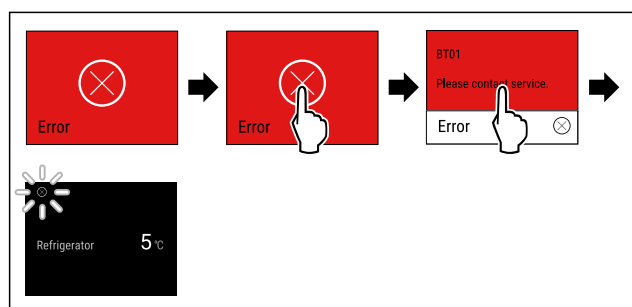 Error
Error
BT01
Please contact service.
Error
Refrigerator 5 °C